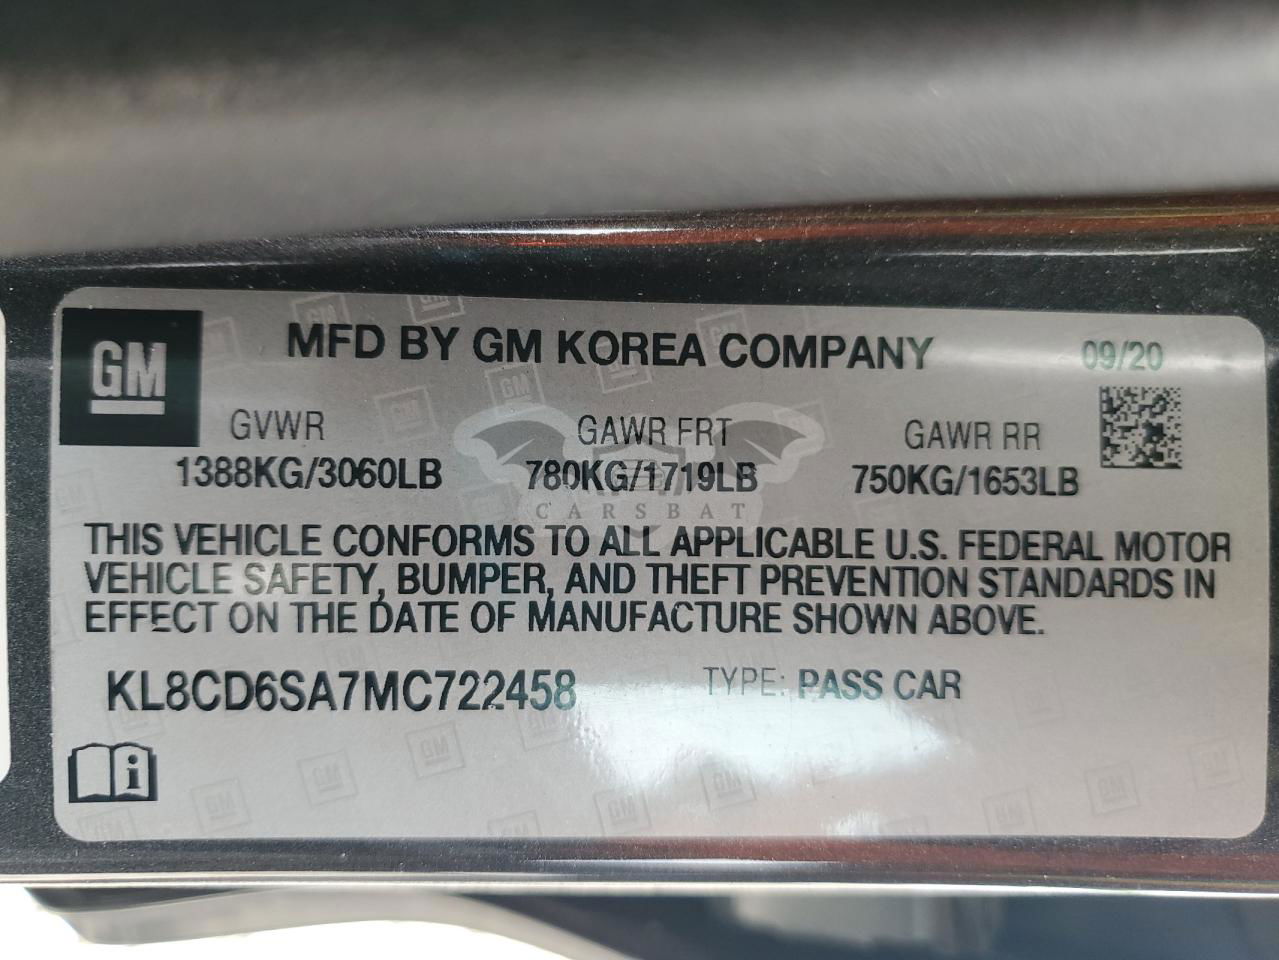 GM
MFD BY GM KOREA COMPANY 09/20
GVWR GAWR FRT GAWR RR
1388KG/3060LB 780KG/1719LB 750KG/1653LB
CARSBAT
THIS VEHICLE CONFORMS TO ALL APPLICABLE U.S. FEDERAL MOTOR
VEHICLE SAFETY, BUMPER, AND THEFT PREVENTION STANDARDS IN
EFFECT ON THE DATE OF MANUFACTURE SHOWN ABOVE.
KL8CD6SA7MC722458 TYPE: PASS CAR